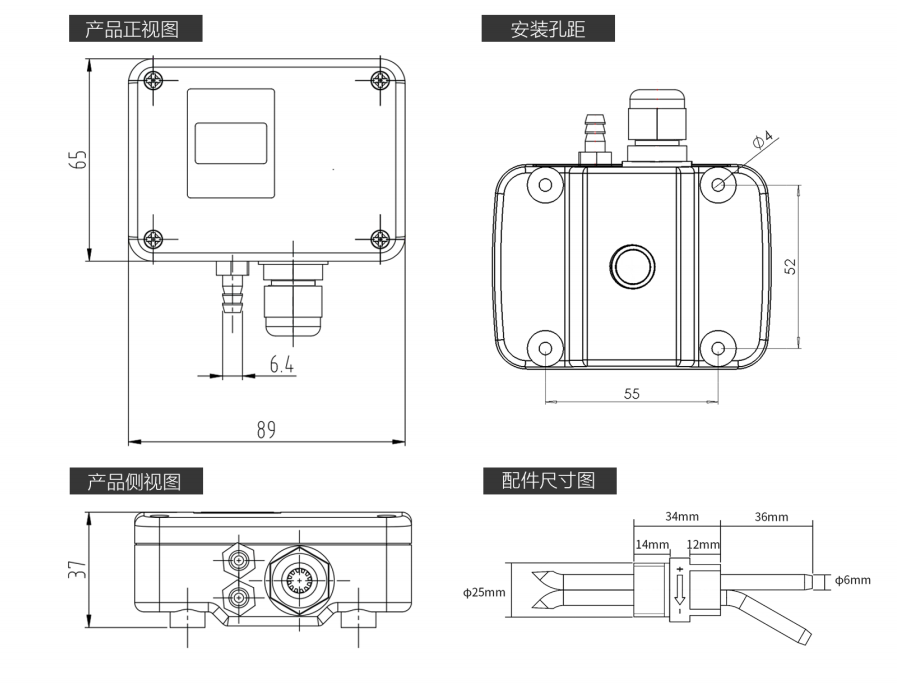 产品正视图
安装孔距
65
6.4
89
Φ4
52
55
产品侧视图
配件尺寸图
37
34mm
36mm
14mm
12mm
+
-
φ25mm
φ6mm